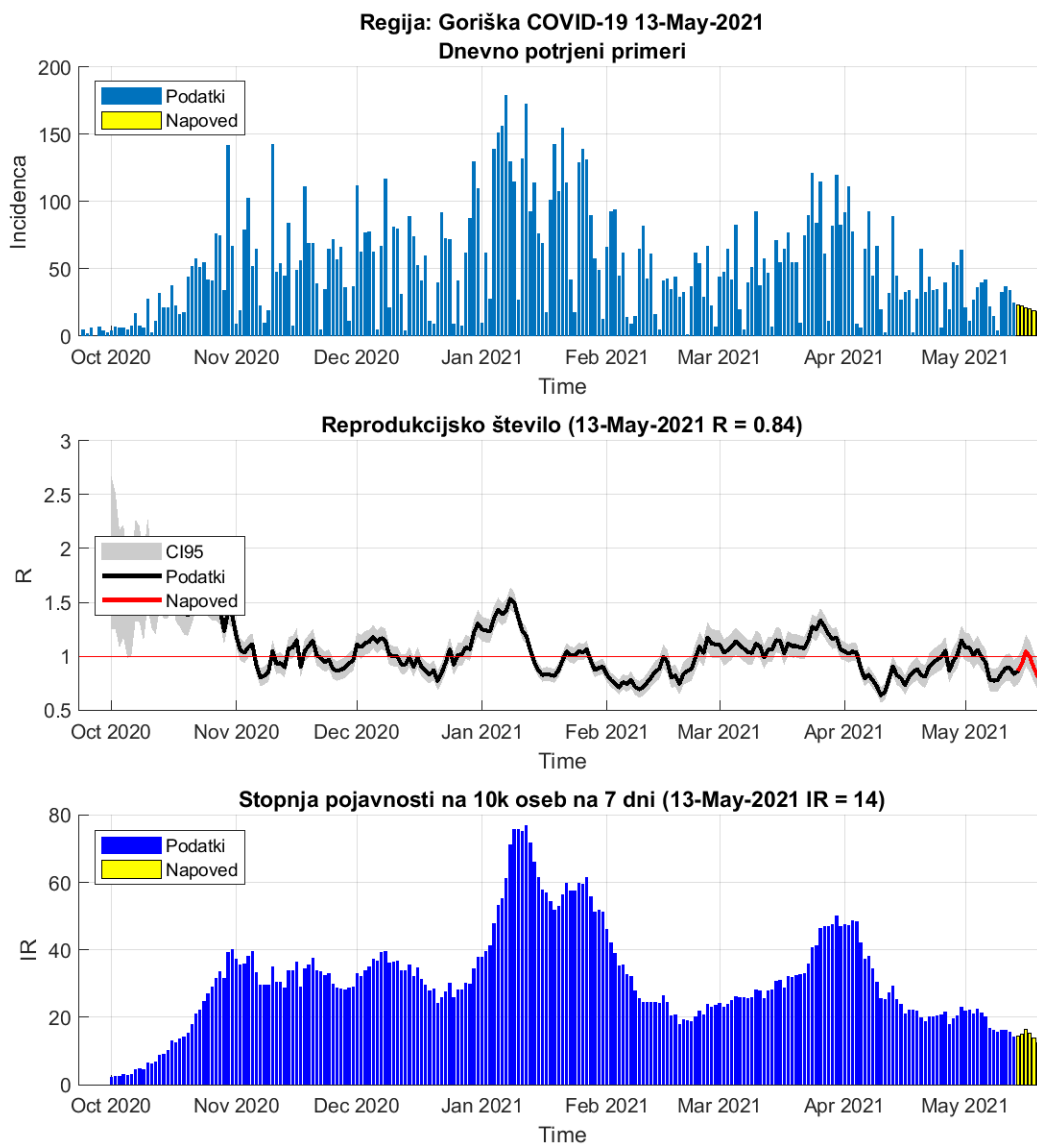 Regija: Goriška COVID-19 13-May-2021
Dnevno potrjeni primeri
200
150
100
50
0
Incidenca
Podatki
Napoved
Oct 2020 Nov 2020 Dec 2020 Jan 2021 Feb 2021 Mar 2021 Apr 2021 May 2021
Time
Reprodukcijsko število (13-May-2021 R = 0.84)
3
2.5
2
1.5
1
0.5
R
CI95
Podatki
Napoved
Oct 2020 Nov 2020 Dec 2020 Jan 2021 Feb 2021 Mar 2021 Apr 2021 May 2021
Time
Stopnja pojavnosti na 10k oseb na 7 dni (13-May-2021 IR = 14)
80
60
40
20
0
IR
Podatki
Napoved
Oct 2020 Nov 2020 Dec 2020 Jan 2021 Feb 2021 Mar 2021 Apr 2021 May 2021
Time